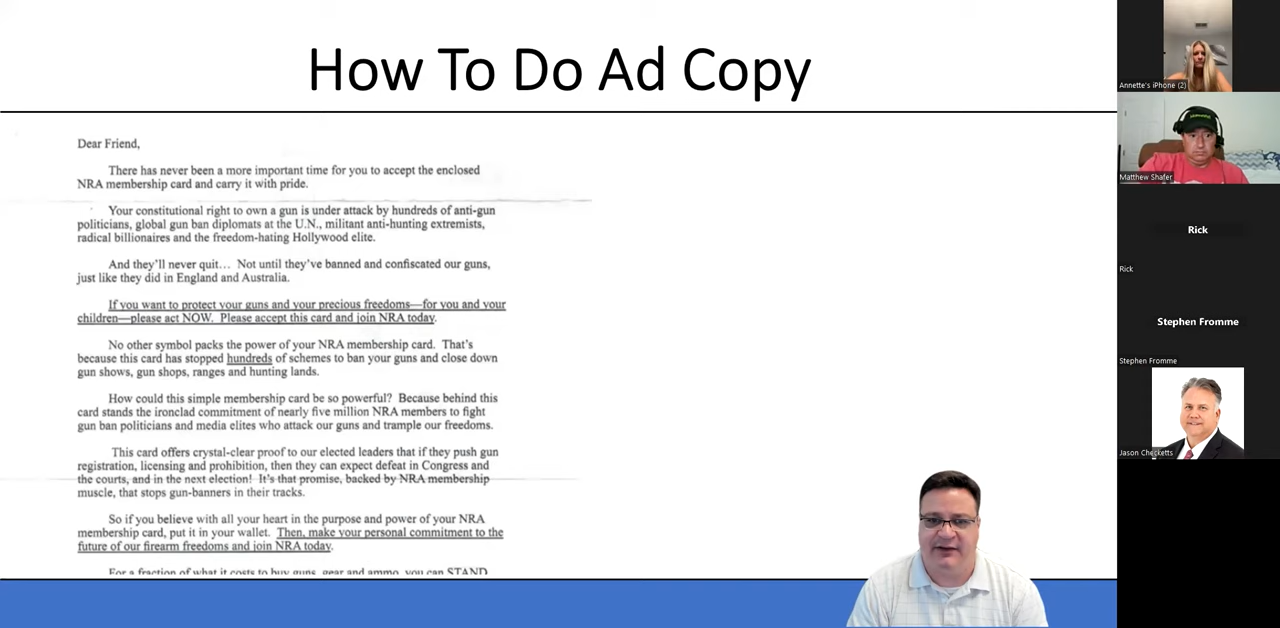 How To Do Ad Copy
Dear Friend,
There has never been a more important time for you to accept the enclosed
NRA membership card and carry it with pride.
Your constitutional right to own a gun is under attack by hundreds of anti-gun
politicians, global gun ban diplomats at the U.N., militant anti-hunting extremists,
radical billionaires and the freedom-hating Hollywood elite.
And they'll never quit... Not until they've banned and confiscated our guns,
just like they did in England and Australia.
If you want to protect your guns and your precious freedoms—for you and your
children—please act NOW. Please accept this card and join NRA today.
No other symbol packs the power of your NRA membership card. That's
because this card has stopped hundreds of schemes to ban your guns and close down
gun shows, gun shops, ranges and hunting lands.
How could this simple membership card be so powerful? Because behind this
card stands the ironclad commitment of nearly five million NRA members to fight
gun ban politicians and media elites who attack our guns and trample our freedoms.
This card offers crystal-clear proof to our elected leaders that if they push gun
registration, licensing and prohibition, then they can expect defeat in Congress and
the courts, and in the next election! It's that promise, backed by NRA membership
muscle, that stops gun-banners in their tracks.
So if you believe with all your heart in the purpose and power of your NRA
membership card, put it in your wallet. Then, make your personal commitment to the
future of our firearm freedoms and join NRA today.
For a fraction of what it costs to buy guns, gear and ammo, you can STAND
Annette's iPhone (2)
Matthew Shafer
Rick
Rick
Stephen Fromme
Stephen Fromme
Jason Checketts